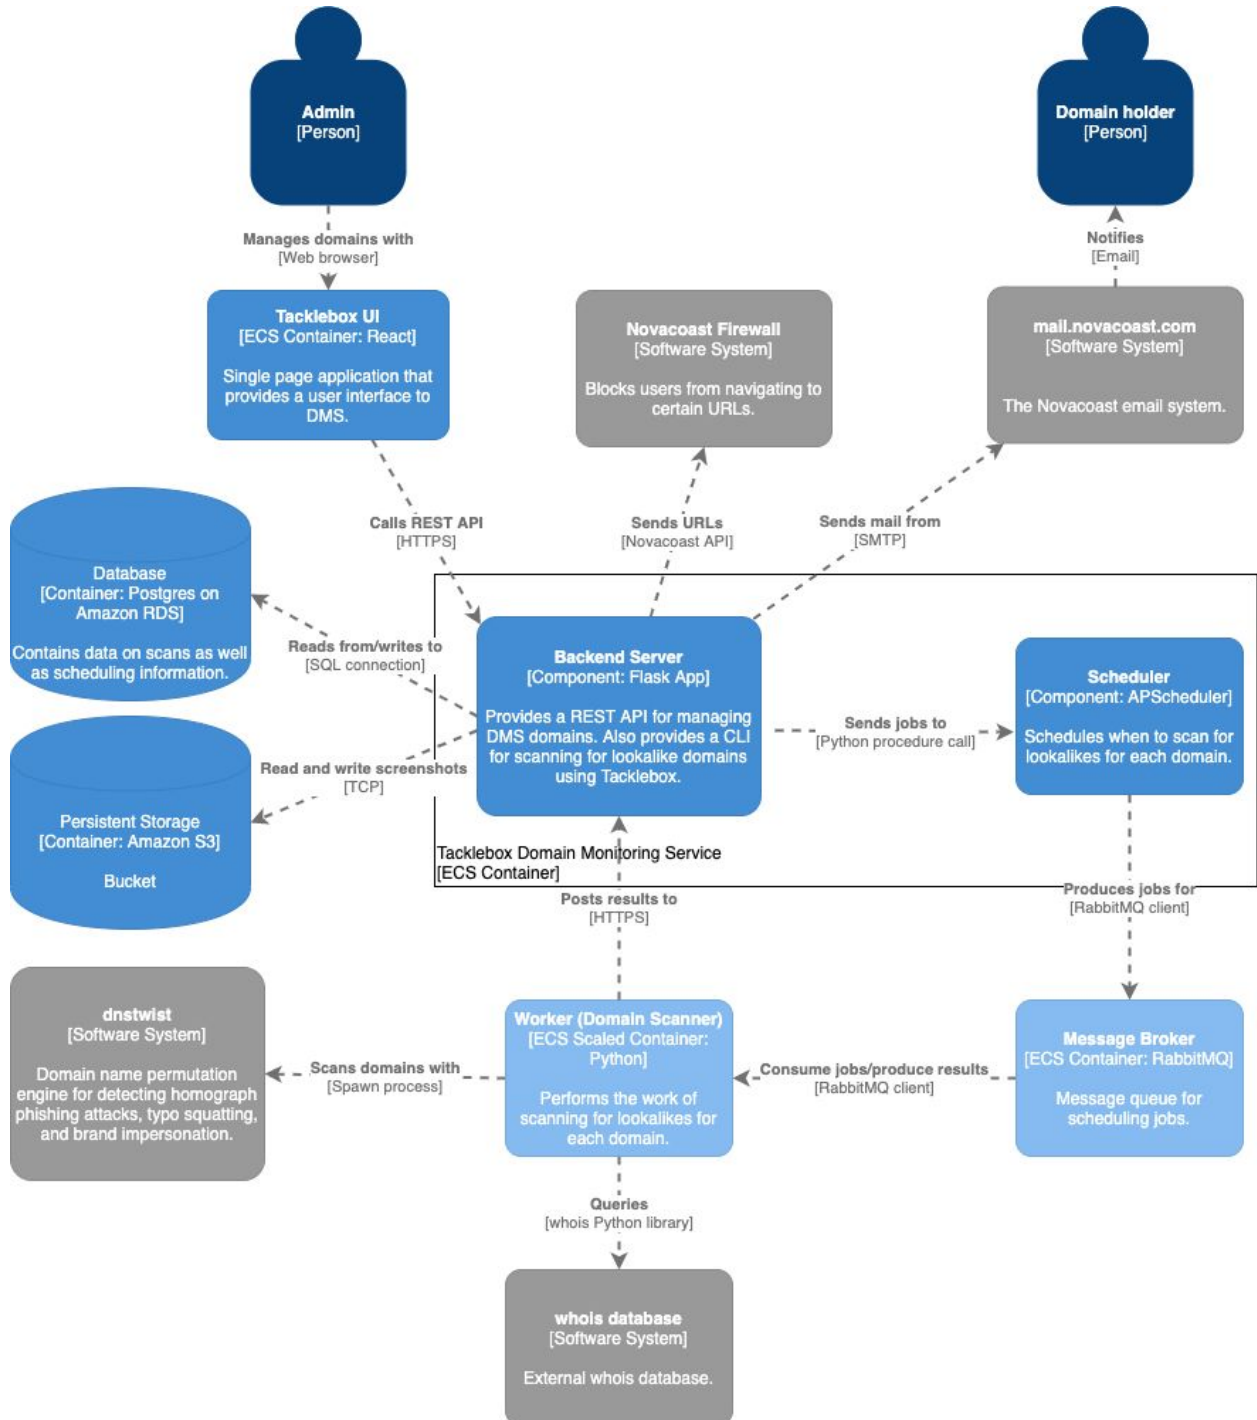 Admin
[Person]
Domain holder
[Person]
Manages domains with
[Web browser]
Notifies
[Email]
Tacklebox UI
[ECS Container: React]
Single page application that
provides a user interface to
DMS.
Novacoast Firewall
[Software System]
Blocks users from navigating to
certain URLs.
mail.novacoast.com
[Software System]
The Novacoast email system.
Calls REST API
[HTTPS]
Sends URLs
[Novacoast API]
Sends mail from
[SMTP]
Database
[Container: Postgres on
Amazon RDS]
Contains data on scans as well
as scheduling information.
Reads from/writes to
[SQL connection]
Backend Server
[Component: Flask App]
Provides a REST API for managing
DMS domains. Also provides a CLI
for scanning for lookalike domains
using Tacklebox.
Sends jobs to
[Python procedure call]
Scheduler
[Component: APScheduler]
Schedules when to scan for
lookalikes for each domain.
Read and write screenshots
[TCP]
Persistent Storage
[Container: Amazon S3]
Bucket
Tacklebox Domain Monitoring Service
[ECS Container]
Posts results to
[HTTPS]
Produces jobs for
[RabbitMQ client]
dnstwist
[Software System]
Domain name permutation
engine for detecting homograph
phishing attacks, typo squatting,
and brand impersonation.
Scans domains with
[Spawn process]
Worker (Domain Scanner)
[ECS Scaled Container:
Python]
Performs the work of
scanning for lookalikes for
each domain.
Consume jobs/produce results
[RabbitMQ client]
Message Broker
[ECS Container: RabbitMQ]
Message queue for
scheduling jobs.
Queries
[whois Python library]
whois database
[Software System]
External whois database.